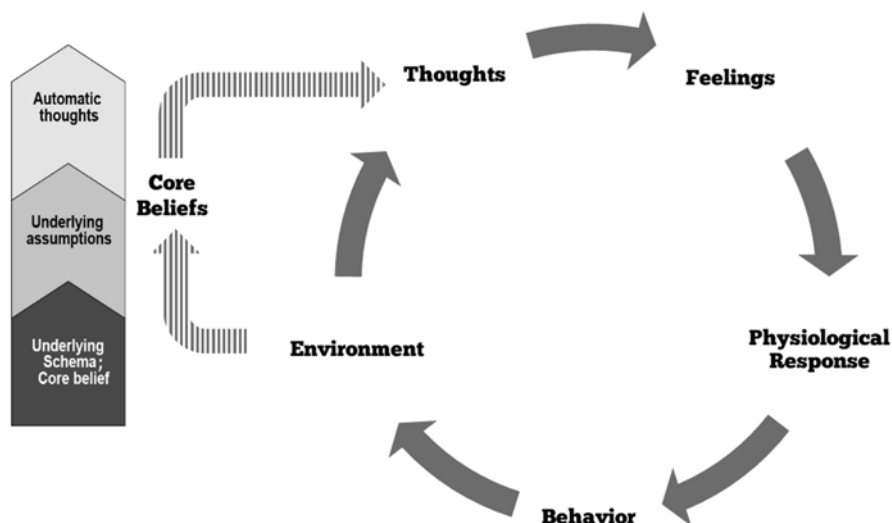 Automatic
thoughts
Underlying
assumptions
Underlying
Schema;
Core belief
Core
Beliefs
Thoughts
Feelings
Physiological
Response
Behavior
Environment